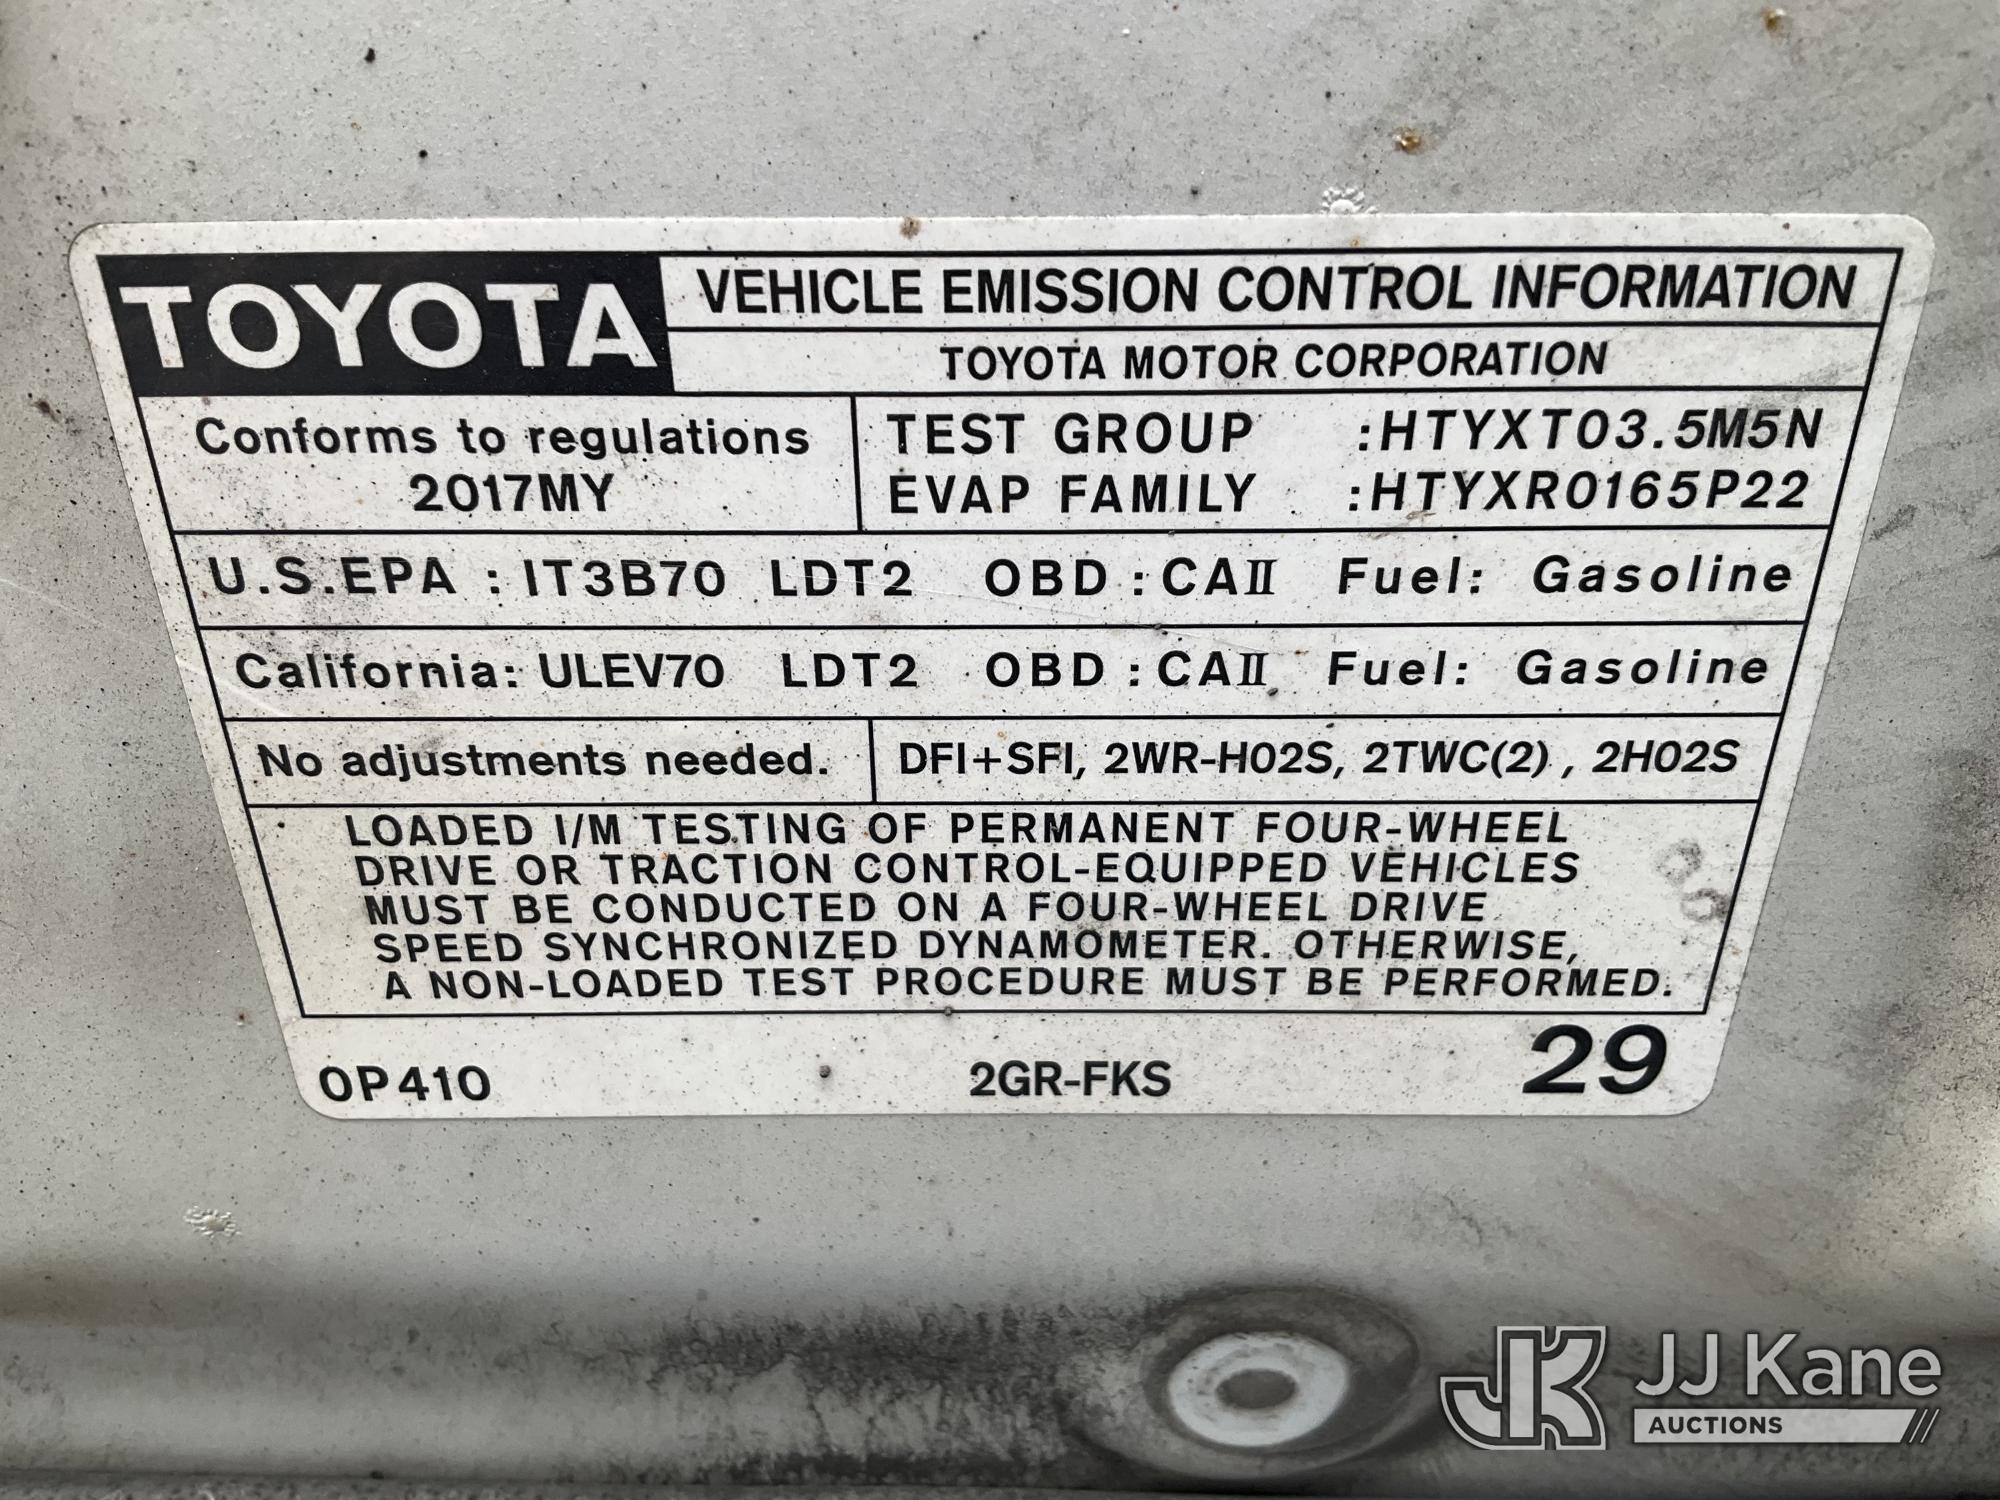 TOYOTA VEHICLE EMISSION CONTROL INFORMATION
TOYOTA MOTOR CORPORATION
Conforms to regulations
2017MY
TEST GROUP :HTYXT03.5M5N
EVAP FAMILY :HTYXR0165P22
U.S.EPA : IT3B70 LDT2 OBD : CAⅡ Fuel: Gasoline
California: ULEV70 LDT2 OBD : CAⅡ Fuel: Gasoline
No adjustments needed. DFI+SFI, 2WR-HO2S, 2TWC(2) , 2HO2S
LOADED I/M TESTING OF PERMANENT FOUR-WHEEL
DRIVE OR TRACTION CONTROL-EQUIPPED VEHICLES
MUST BE CONDUCTED ON A FOUR-WHEEL DRIVE
SPEED SYNCHRONIZED DYNAMOMETER. OTHERWISE,
A NON-LOADED TEST PROCEDURE MUST BE PERFORMED.
0P410 2GR-FKS 29
JK JJ Kane
AUCTIONS